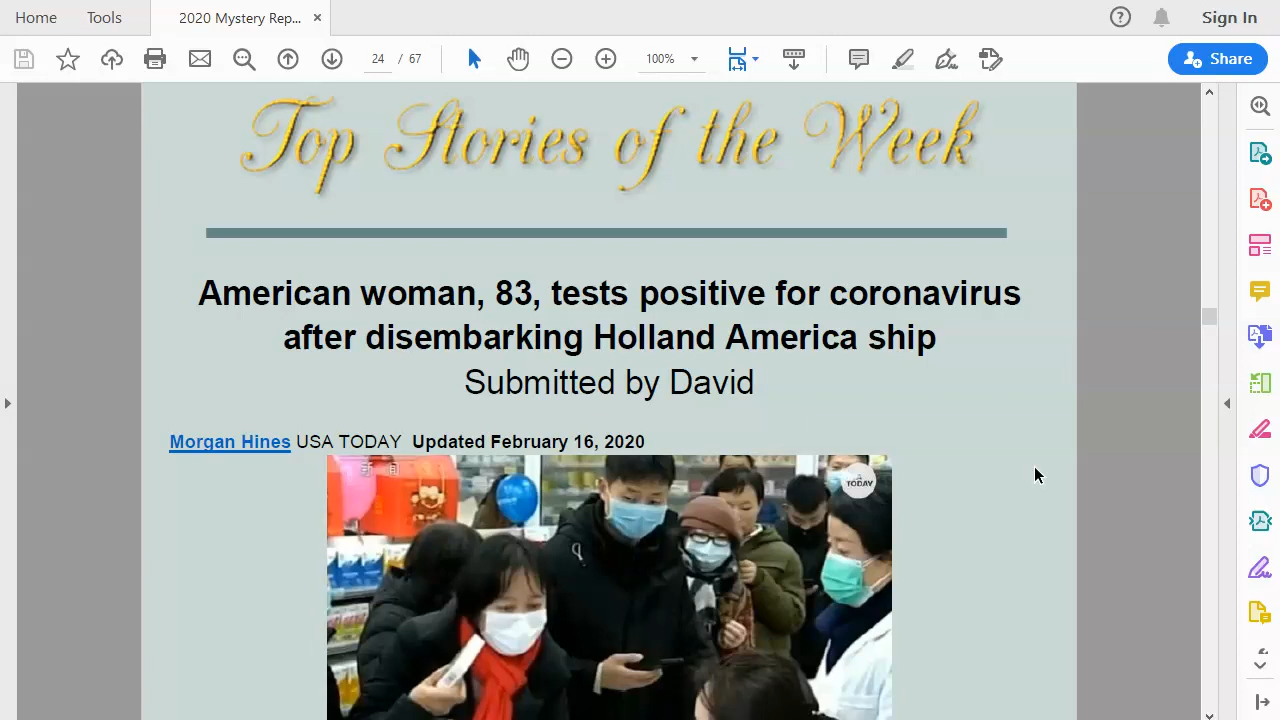 Home Tools 2020 Mystery Rep... × Sign In
24 / 67 100% Share
Top Stories of the Week
American woman, 83, tests positive for coronavirus
after disembarking Holland America ship
Submitted by David
Morgan Hines USA TODAY Updated February 16, 2020
TODAY